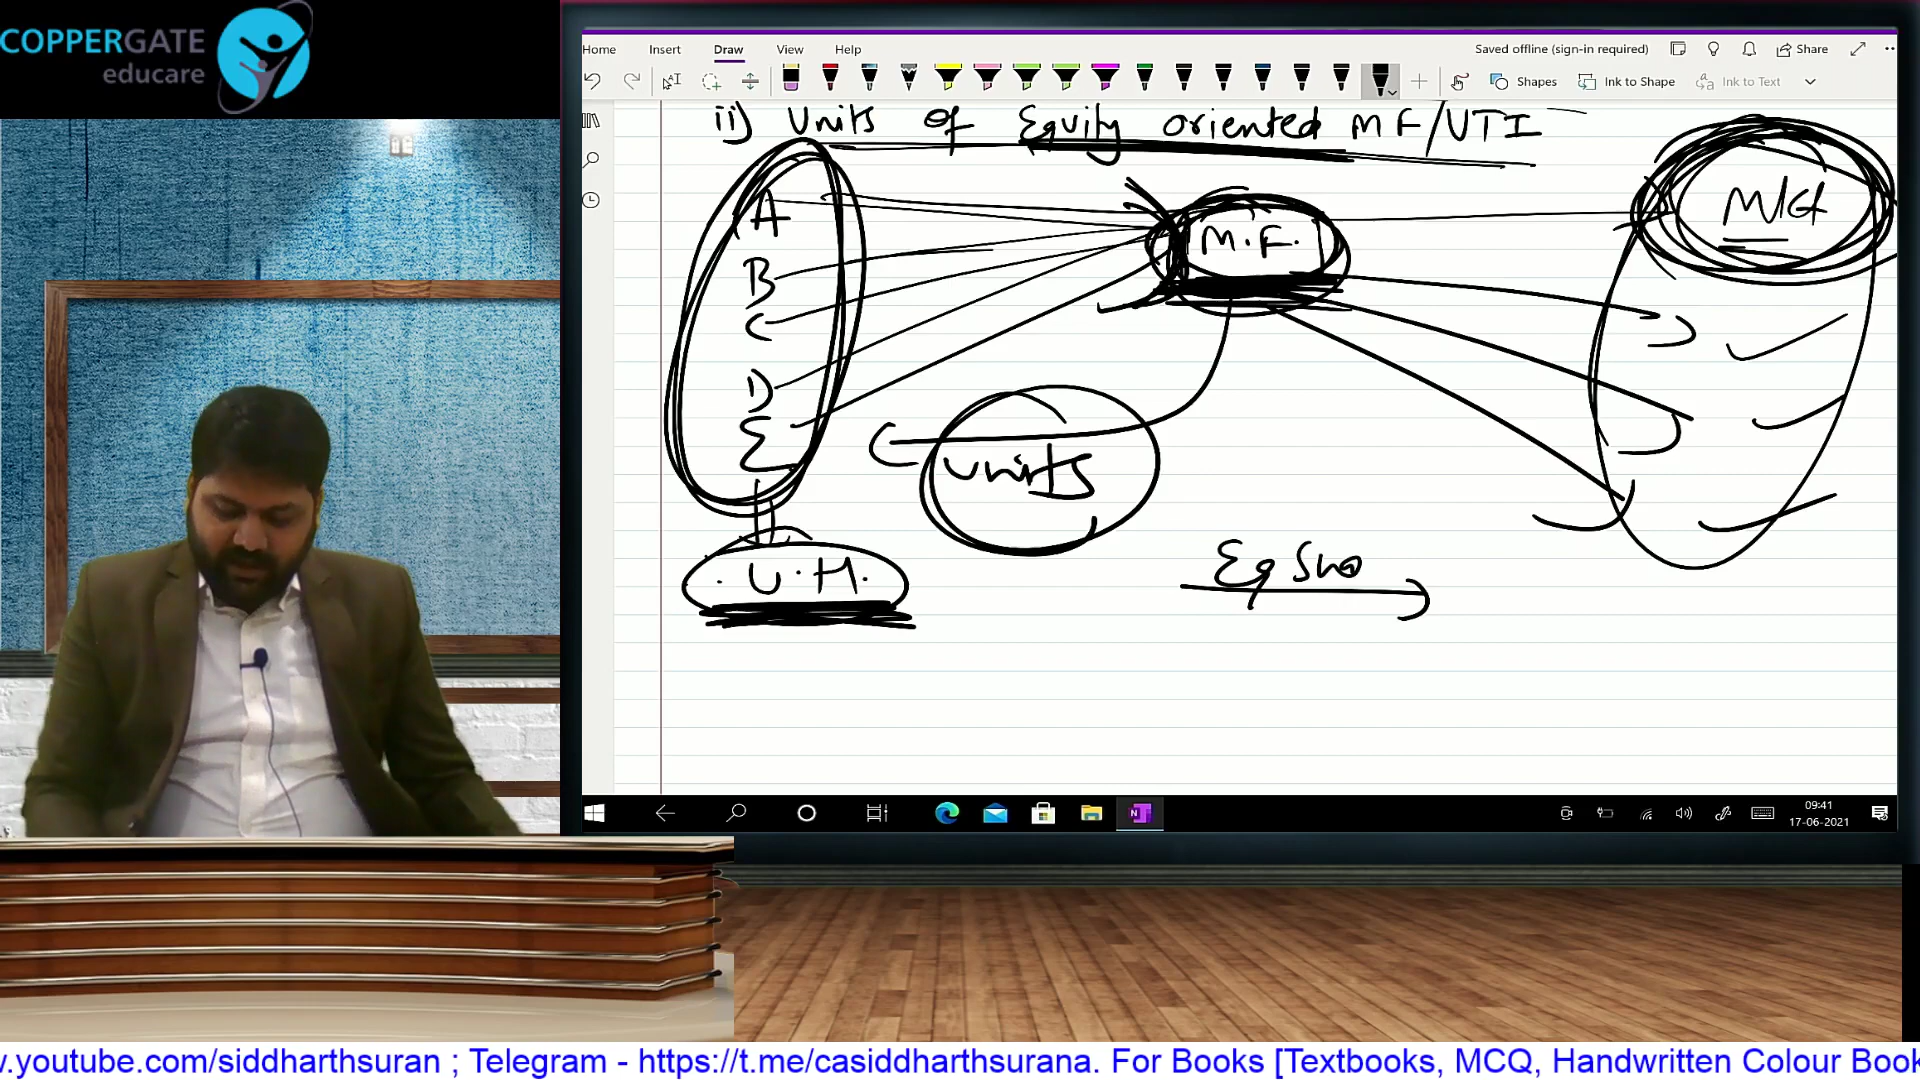 COPPERGATE
educare
Home Insert Draw View Help
Saved offline (sign-in required)
Share
Shapes
Ink to Shape
Ink to Text
ii) Units of Equity oriented MF/UTI
A
B
C
D
E
M.F.
Units
U.H.
Eq Sha
09:41
17-06-2021
.youtube.com/siddharthsuran ; Telegram - https://t.me/casiddharthsurana. For Books [Textbooks, MCQ, Handwritten Colour Book